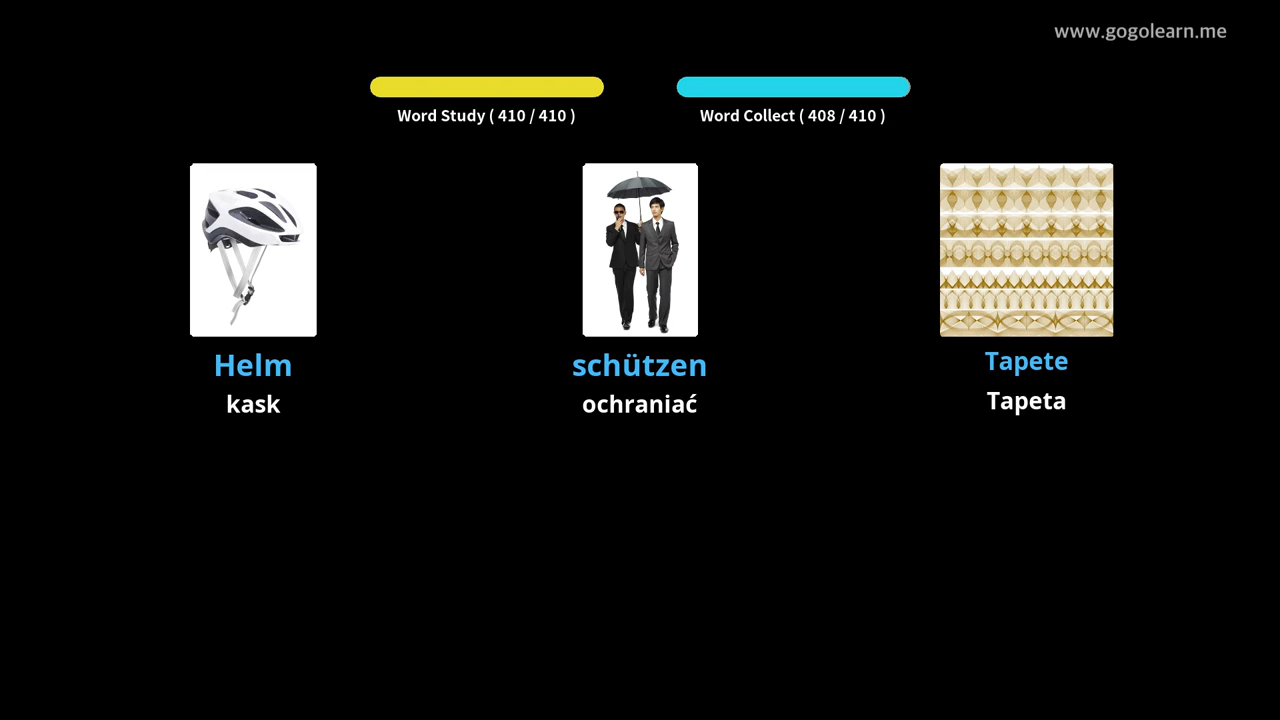 www.gogolearn.me
Word Study ( 410 / 410 )
Word Collect ( 408 / 410 )
Helm
kask
schützen
ochraniać
Tapete
Tapeta